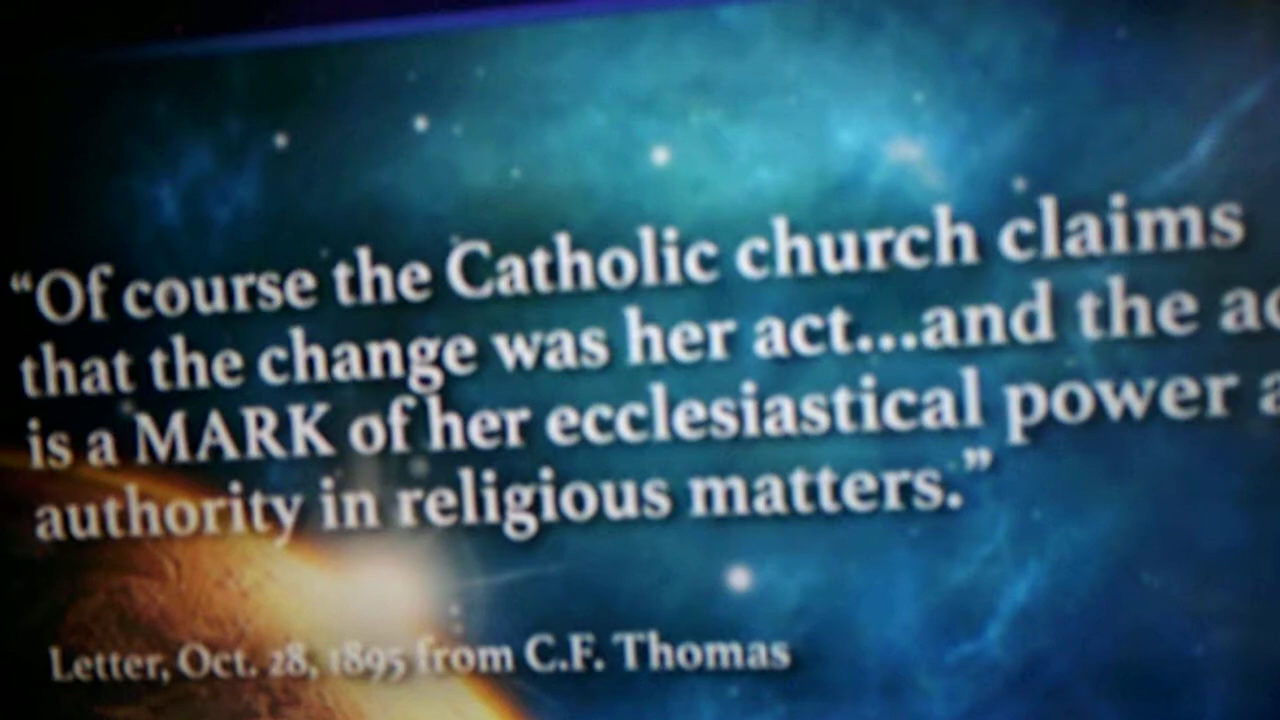 “Of course the Catholic church claims
that the change was her act...and the
is a MARK of her ecclesiastical power
authority in religious matters.”
Letter, Oct. 28, 1895 from C.F. Thomas